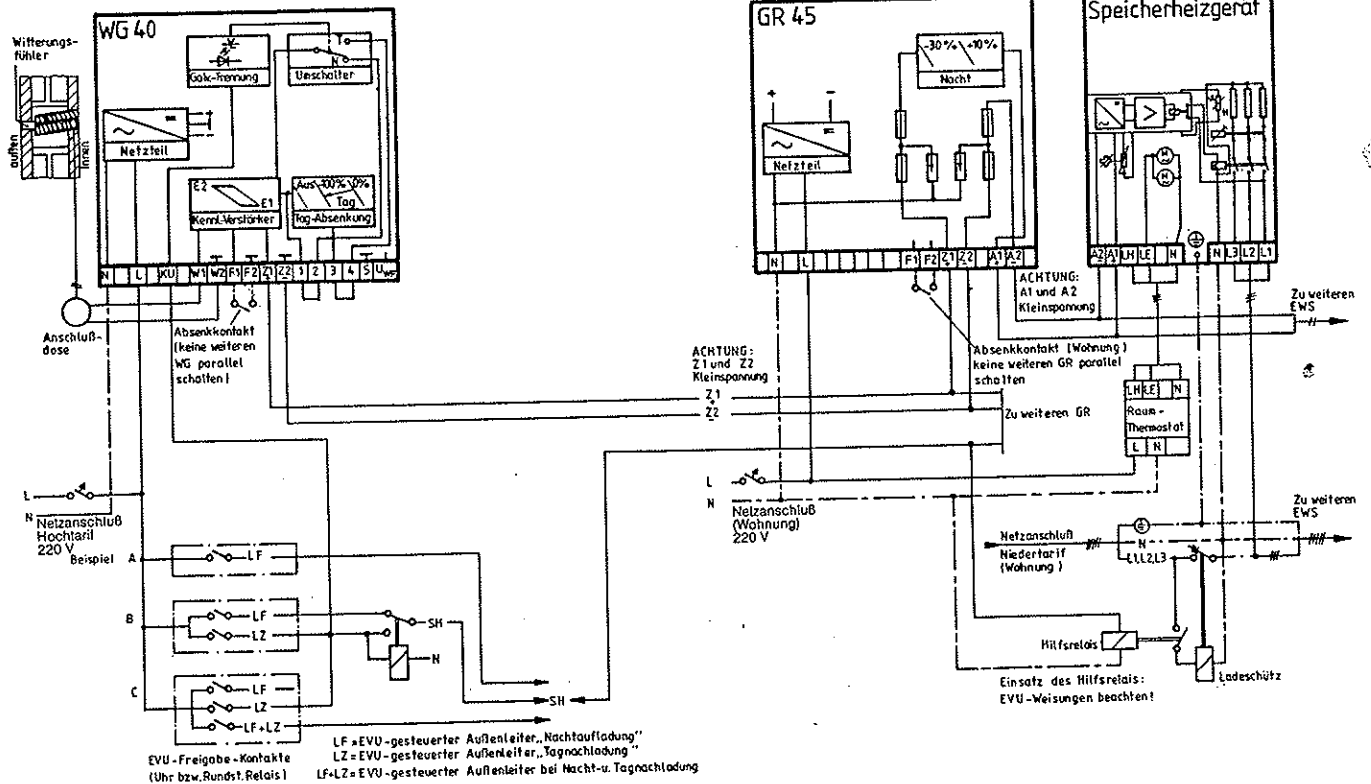 WG 40
Witterungs-
fühler
außen
innen
Galv.-Trennung
T
N
Umschalter
Netzteil
E2
E1
Kennl.-Verstärker
Aus -100% 0%
Tag
Tag-Absenkung
N L KU W1 W2 F1 F2 Z1 Z2 1 2 3 4 S
Anschluß-
dose
Absenkkontakt
(keine weiteren
WG parallel
schalten)
GR 45
-30% +10%
Nacht
+ -
Netzteil
N L F1 F2 Z1 Z2 A1 A2
ACHTUNG:
A1 und A2
Kleinspannung
Absenkkontakt (Wohnung)
keine weiteren GR parallel
schalten
ACHTUNG:
Z1 und Z2
Kleinspannung
Z1
+
Z2
-
Zu weiteren GR
Speicherheizgerät
M
M
A2 A1 LH LE N N L3 L2 L1
Zu weiteren
EWS
LH LE N
Raum-
Thermostat
L N
L
N
Netzanschluß
Hochtaril
220 V
L
N
Netzanschluß
(Wohnung)
220 V
Zu weiteren
EWS
Netzanschluß
Niedertarif
(Wohnung)
N
L1,L2,L3
Beispiel A
LF
B
LF
LZ
SH
N
C
LF
LZ
LF+LZ
SH
Hilfsrelais
Ladeschütz
Einsatz des Hilfsrelais:
EVU-Weisungen beachten!
EVU-Freigabe-Kontakte
(Uhr bzw. Rundst. Relais)
LF = EVU-gesteuerter Außenleiter „Nachtaufladung"
LZ = EVU-gesteuerter Außenleiter „Tagnachladung"
LF+LZ = EVU-gesteuerter Außenleiter bei Nacht-u. Tagnachladung